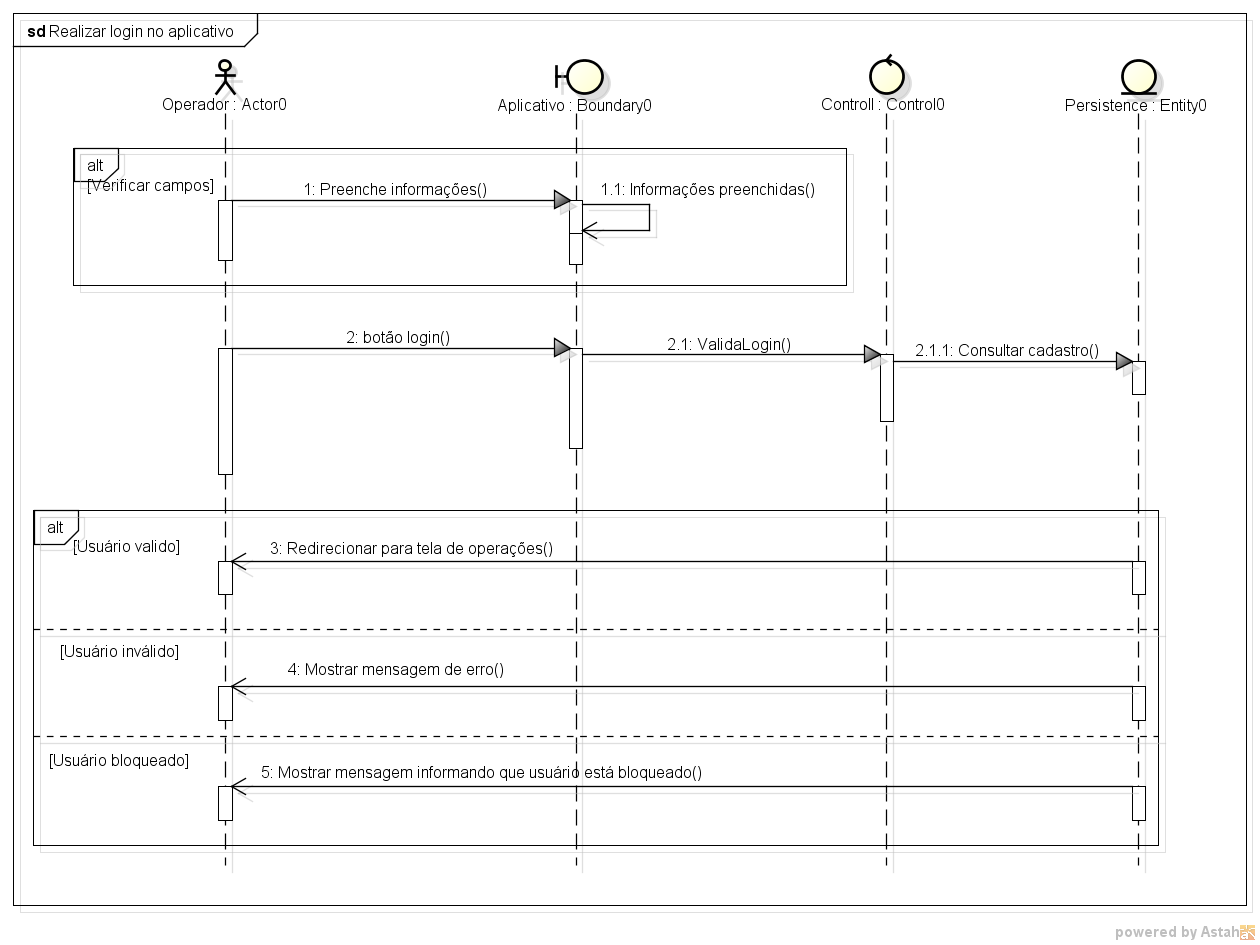 sd Realizar login no aplicativo
Operador : Actor0
Aplicativo : Boundary0
Controll : Control0
Persistence : Entity0
alt
[Verificar campos]
1: Preenche informações()
1.1: Informações preenchidas()
2: botão login()
2.1: ValidaLogin()
2.1.1: Consultar cadastro()
alt
[Usuário valido]
3: Redirecionar para tela de operações()
[Usuário inválido]
4: Mostrar mensagem de erro()
[Usuário bloqueado]
5: Mostrar mensagem informando que usuário está bloqueado()
powered by Astah